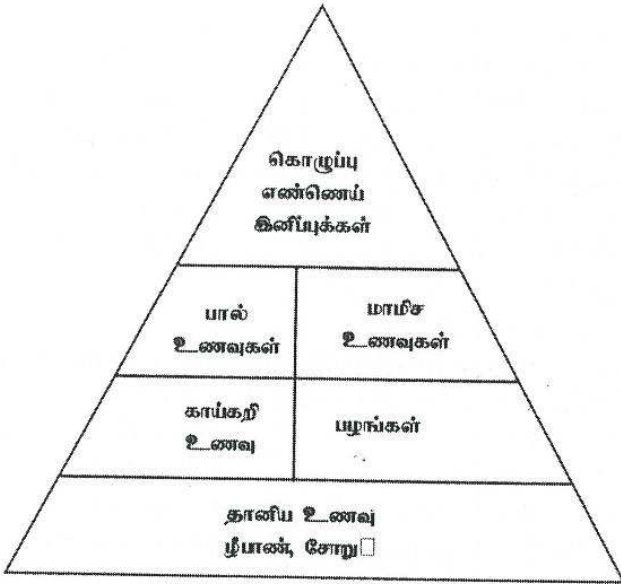 கொழுப்பு
எண்ணெய்
இனிப்புக்கள்
பால்
உணவுகள்
மாமிச
உணவுகள்
காய்கறி
உணவு
பழங்கள்
தானிய உணவு
ழீபாண், சோறு□